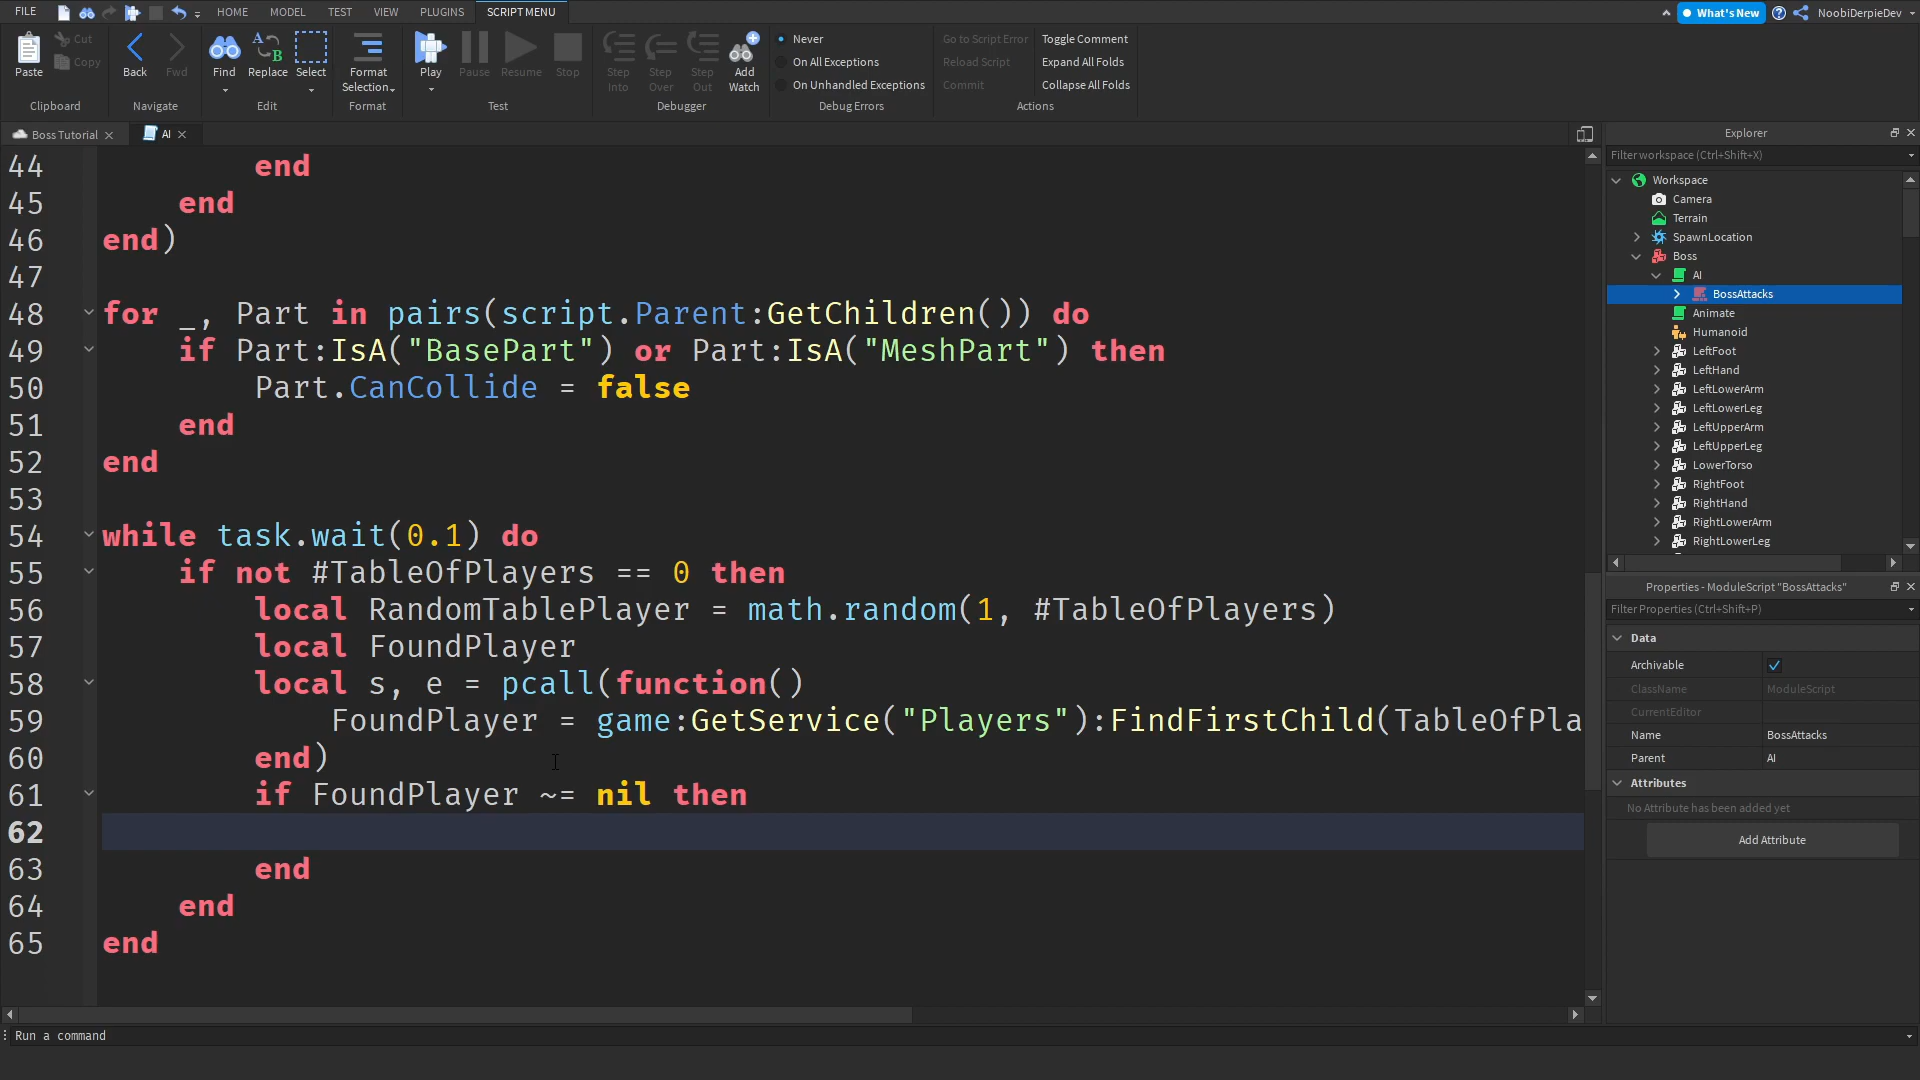 FILE HOME MODEL TEST VIEW PLUGINS SCRIPT MENU What's New NoobiDerpieDev
Paste Cut Copy Clipboard
Back Fwd Navigate
Find Replace Select Edit
Format Selection Format
Play Pause Resume Stop Test
Step Into Step Over Step Out Add Watch Debugger
Never
On All Exceptions
On Unhandled Exceptions
Debug Errors
Go to Script Error Toggle Comment
Reload Script Expand All Folds
Commit Collapse All Folds
Actions
Boss Tutorial AI
44 end
45 end
46 end)
47
48 for _, Part in pairs(script.Parent:GetChildren()) do
49 if Part:IsA("BasePart") or Part:IsA("MeshPart") then
50 Part.CanCollide = false
51 end
52 end
53
54 while task.wait(0.1) do
55 if not #TableOfPlayers == 0 then
56 local RandomTablePlayer = math.random(1, #TableOfPlayers)
57 local FoundPlayer
58 local s, e = pcall(function()
59 FoundPlayer = game:GetService("Players"):FindFirstChild(TableOfPla
60 end)
61 if FoundPlayer ~= nil then
62
63 end
64 end
65 end
Run a command
Explorer
Filter workspace (Ctrl+Shift+X)
Workspace
Camera
Terrain
SpawnLocation
Boss
AI
BossAttacks
Animate
Humanoid
LeftFoot
LeftHand
LeftLowerArm
LeftLowerLeg
LeftUpperArm
LeftUpperLeg
LowerTorso
RightFoot
RightHand
RightLowerArm
RightLowerLeg
Properties - ModuleScript "BossAttacks"
Filter Properties (Ctrl+Shift+P)
Data
Archivable
ClassName ModuleScript
CurrentEditor
Name BossAttacks
Parent AI
Attributes
No Attribute has been added yet
Add Attribute